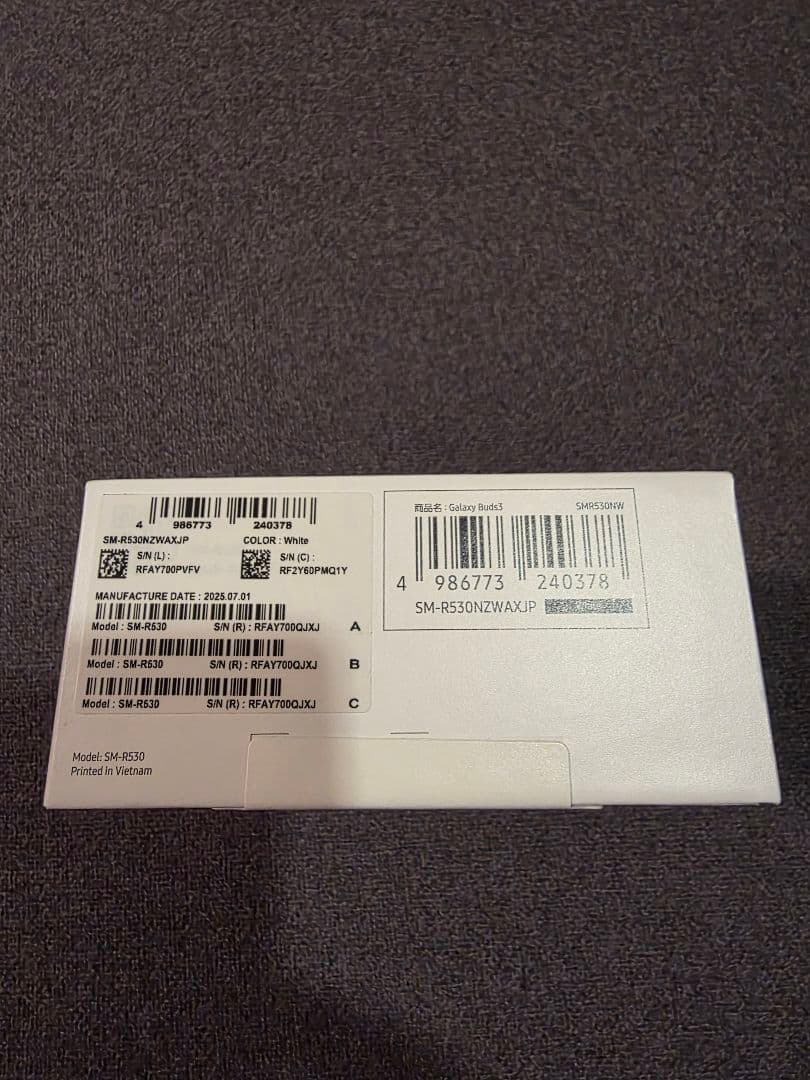 4 986773 240378
SM-R530NZWAXJP COLOR : White
S/N (L) : S/N (C) :
RFAY700PVFV RF2Y60PMQ1Y
MANUFACTURE DATE : 2025.07.01
Model : SM-R530 S/N (R) : RFAY700QJXJ A
Model : SM-R530 S/N (R) : RFAY700QJXJ B
Model : SM-R530 S/N (R) : RFAY700QJXJ C
商品名 : Galaxy Buds3 SMR530NW
4 986773 240378
SM-R530NZWAXJP
Model: SM-R530
Printed in Vietnam